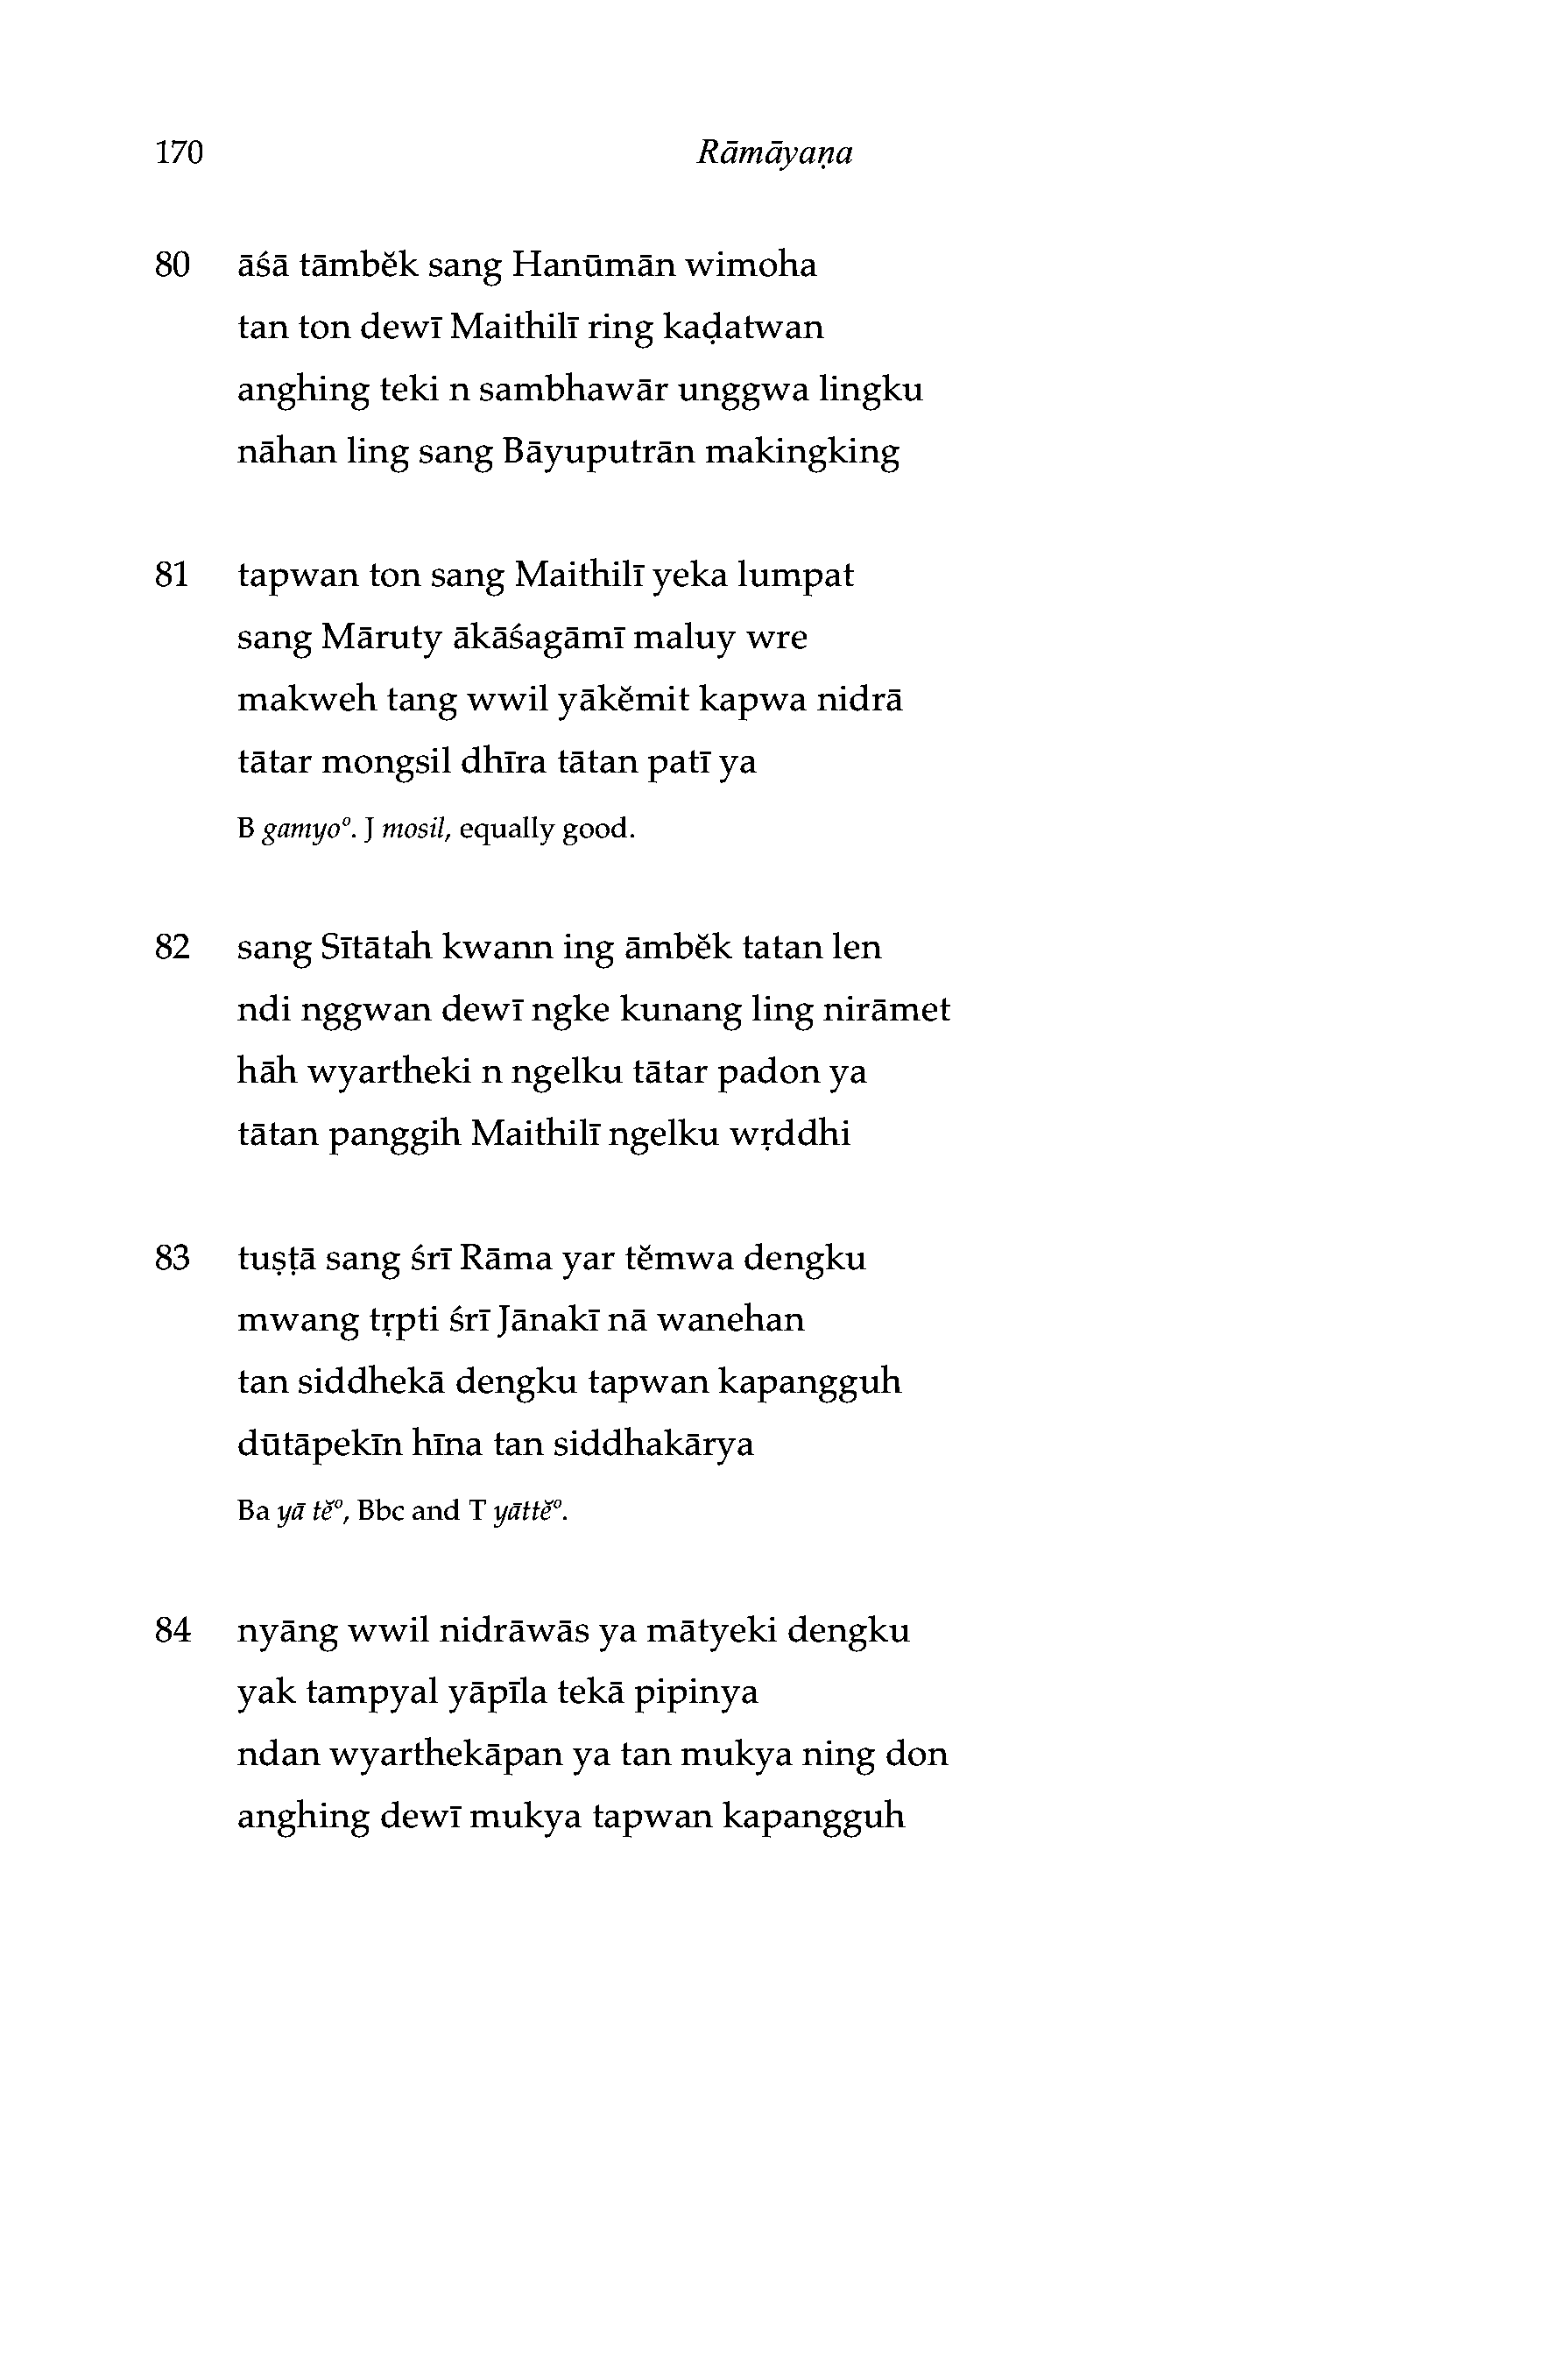 170 Rāmāyaṇa
80 āśā tāmbĕk sang Hanūmān wimoha
tan ton dewī Maithilī ring kaḍatwan
anghing teki n sambhawār unggwa lingku
nāhan ling sang Bāyuputrān makingking
81 tapwan ton sang Maithilī yeka lumpat
sang Māruty ākāśagāmī maluy wre
makweh tang wwil yākĕmit kapwa nidrā
tātar mongsil dhīra tātan patī ya
B gamyo°. J mosil, equally good.
82 sang Sītātah kwann ing āmbĕk tatan len
ndi nggwan dewī ngke kunang ling nirāmet
hāh wyartheki n ngelku tātar padon ya
tātan panggih Maithilī ngelku wṛddhi
83 tuṣṭā sang śrī Rāma yar tĕmwa dengku
mwang tṛpti śrī Jānakī nā wanehan
tan siddhekā dengku tapwan kapangguh
dūtāpekīn hīna tan siddhakārya
Ba yā tĕ°, Bbc and T yāttĕ°.
84 nyāng wwil nidrāwās ya mātyeki dengku
yak tampyal yāpīla tekā pipinya
ndan wyarthekāpan ya tan mukya ning don
anghing dewī mukya tapwan kapangguh